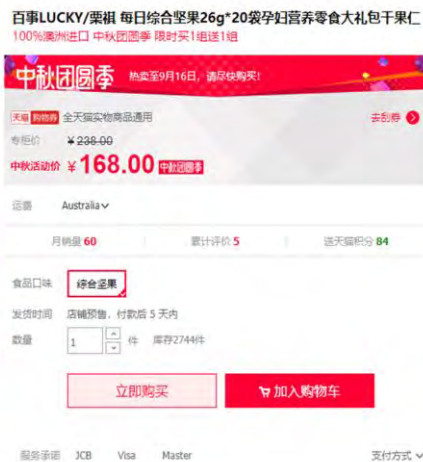 百事LUCKY/栗祺 每日综合坚果26g*20袋孕妇营养零食大礼包干果仁
100%澳洲进口 中秋团圆季 限时买1组送1组
中秋团圆季 热卖至9月16日，请尽快购买！
天猫 购物券 全天猫实物商品通用 去刮券
专柜价 ¥238.00
中秋活动价 ¥168.00 中秋团圆季
运费 Australia
月销量 60 累计评价 5 送天猫积分 84
食品口味 综合坚果
发货时间 店铺预售，付款后 5 天内
数量 1 件 库存2744件
立即购买 加入购物车
服务承诺 JCB Visa Master 支付方式